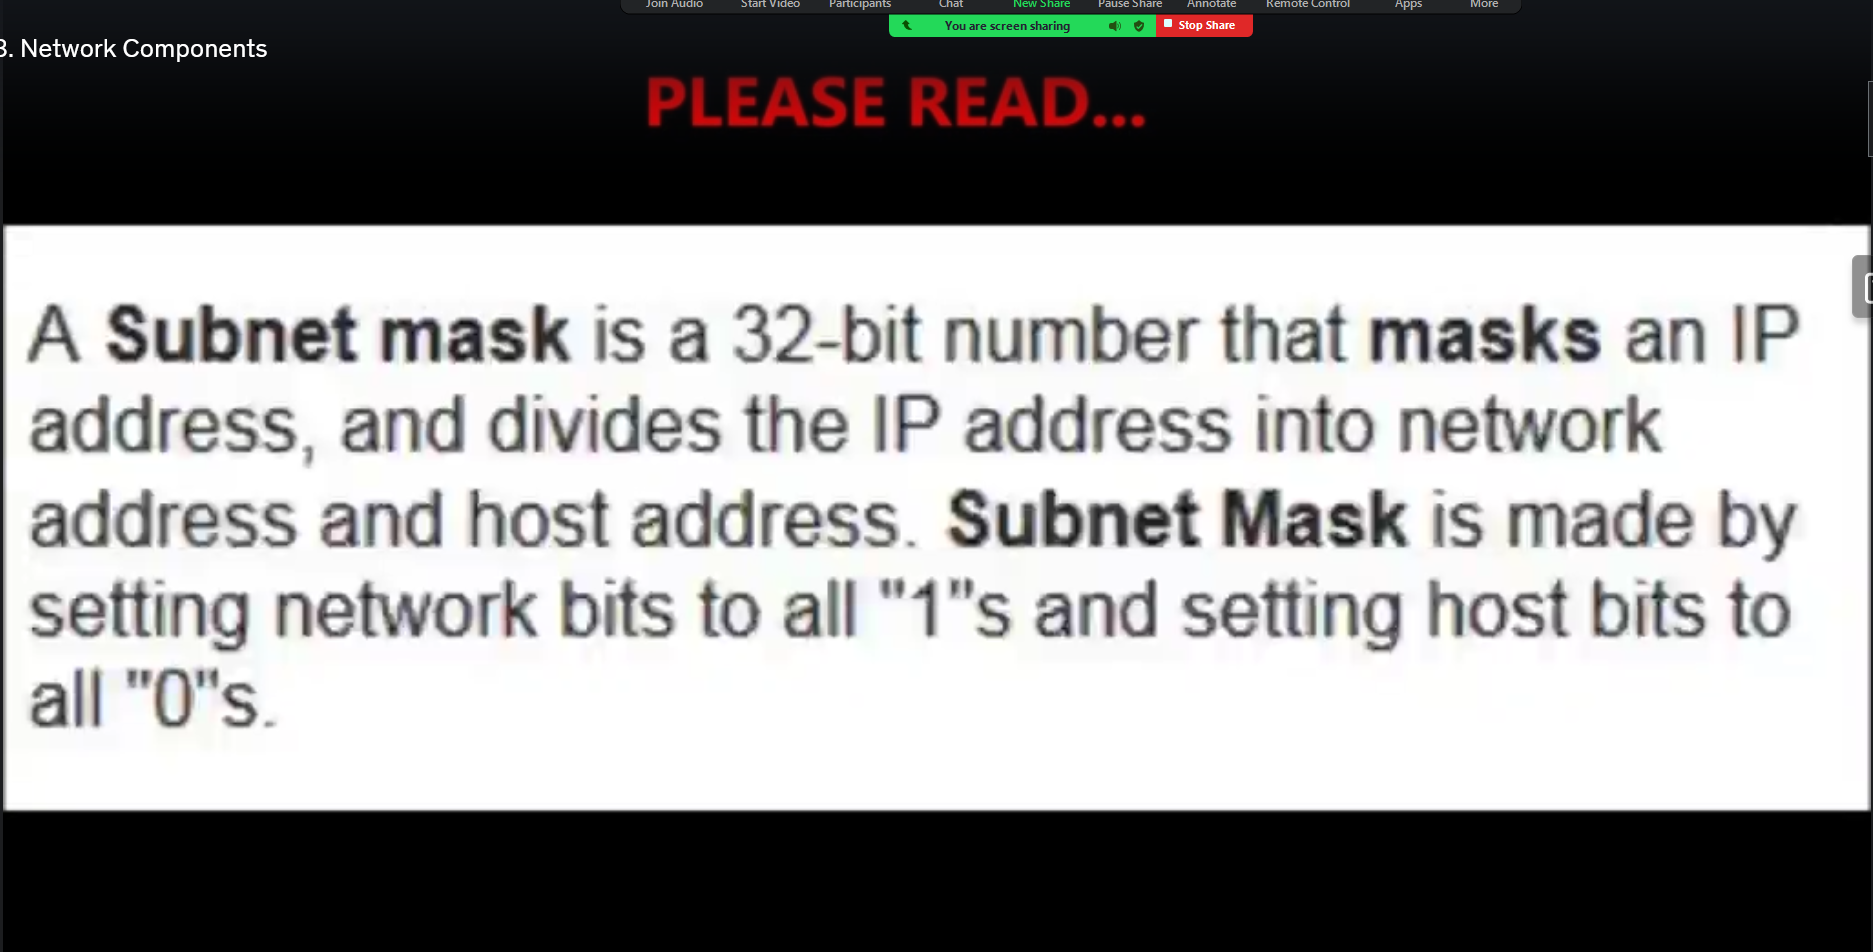 Join Audio Start Video Participants Chat New Share Pause Share Annotate Remote Control Apps More
You are screen sharing Stop Share
3. Network Components
PLEASE READ...
A Subnet mask is a 32-bit number that masks an IP
address, and divides the IP address into network
address and host address. Subnet Mask is made by
setting network bits to all "1"s and setting host bits to
all "0"s.